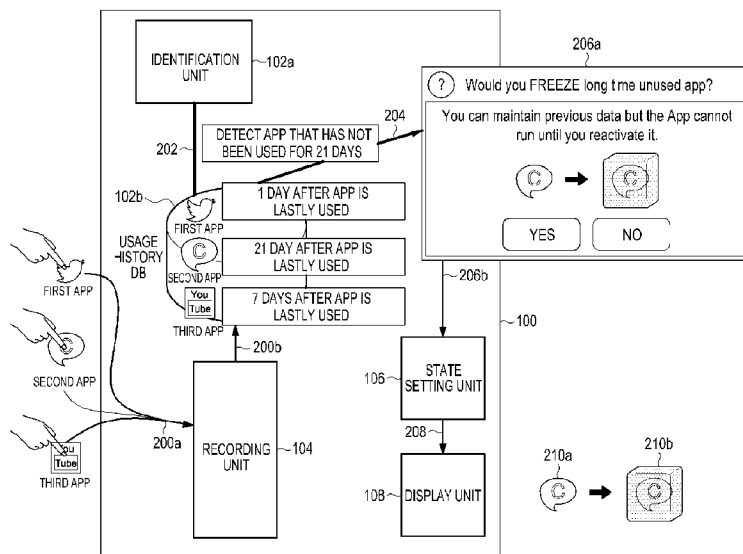 IDENTIFICATION
UNIT
102a
206a
? Would you FREEZE long t me unused app?
You can maintain previous data but the App cannot
run until you reactivate it.
C
C
YES
NO
204
DETECT APP THAT HAS NOT
BEEN USED FOR 21 DAYS
202
102b
USAGE
HISTORY
DB
FIRST APP
1 DAY AFTER APP IS
LASTLY USED
C
SECOND APP
21 DAY AFTER APP IS
LASTLY USED
You
Tube
THIRD APP
7 DAYS AFTER APP IS
LASTLY USED
FIRST APP
C
SECOND APP
You
Tube
THIRD APP
200a
200b
RECORDING
UNIT
104
206b
100
106
STATE
SETTING UNIT
208
108
DISPLAY UNIT
210a
C
210b
C